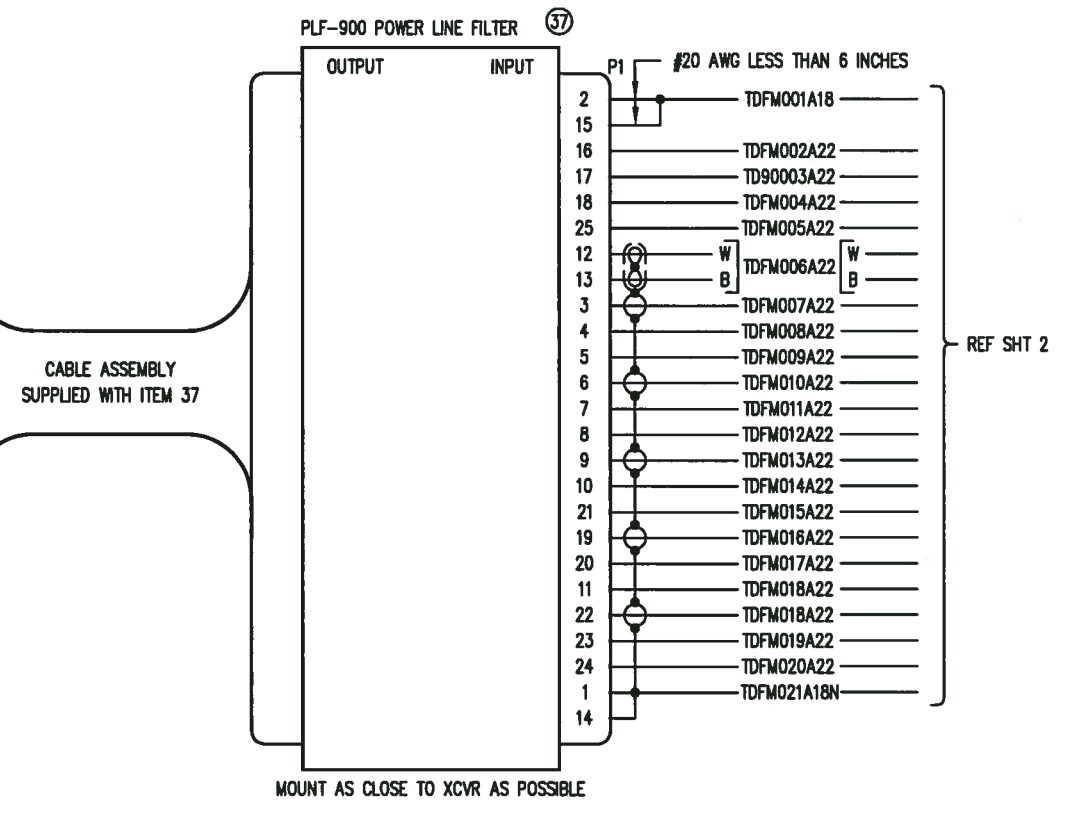 PLF-900 POWER LINE FILTER 37
OUTPUT INPUT P1 #20 AWG LESS THAN 6 INCHES
2 TDFM001A18
15
16 TDFM002A22
17 TD90003A22
18 TDFM004A22
25 TDFM005A22
12 W W
TDFM006A22
13 B B
3 TDFM007A22
4 TDFM008A22
5 TDFM009A22
REF SHT 2
CABLE ASSEMBLY
SUPPLIED WITH ITEM 37
6 TDFM010A22
7 TDFM011A22
8 TDFM012A22
9 TDFM013A22
10 TDFM014A22
21 TDFM015A22
19 TDFM016A22
20 TDFM017A22
11 TDFM018A22
22 TDFM018A22
23 TDFM019A22
24 TDFM020A22
1 TDFM021A18N
14
MOUNT AS CLOSE TO XCVR AS POSSIBLE